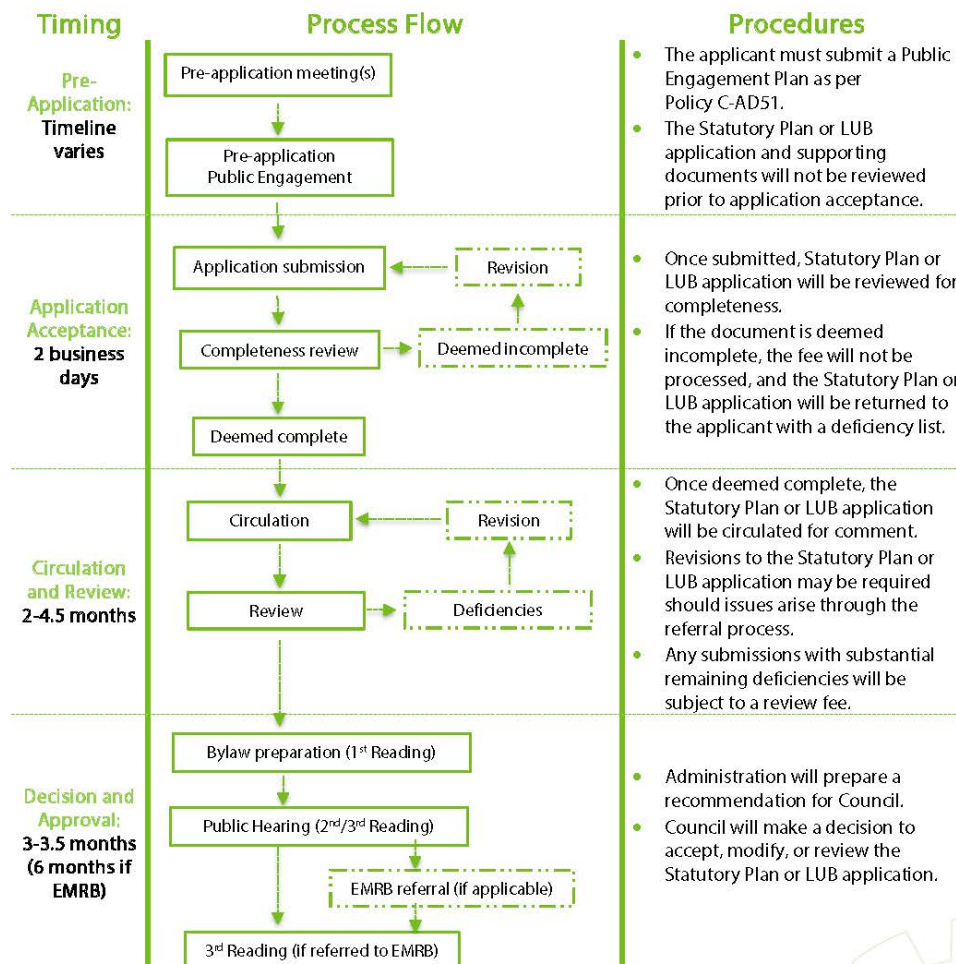 Timing
Process Flow
Procedures
Pre-
Application:
Timeline
varies
Pre-application meeting(s)
Pre-application
Public Engagement
• The applicant must submit a Public
Engagement Plan as per
Policy C-AD51.
• The Statutory Plan or LUB
application and supporting
documents will not be reviewed
prior to application acceptance.
Application
Acceptance:
2 business
days
Application submission
Revision
Completeness review
Deemed incomplete
Deemed complete
• Once submitted, Statutory Plan or
LUB application will be reviewed for
completeness.
• If the document is deemed
incomplete, the fee will not be
processed, and the Statutory Plan or
LUB application will be returned to
the applicant with a deficiency list.
Circulation
and Review:
2-4.5 months
Circulation
Revision
Review
Deficiencies
• Once deemed complete, the
Statutory Plan or LUB application
will be circulated for comment.
• Revisions to the Statutory Plan or
LUB application may be required
should issues arise through the
referral process.
• Any submissions with substantial
remaining deficiencies will be
subject to a review fee.
Decision and
Approval:
3-3.5 months
(6 months if
EMRB)
Bylaw preparation (1st Reading)
Public Hearing (2nd/3rd Reading)
EMRB referral (if applicable)
3rd Reading (if referred to EMRB)
• Administration will prepare a
recommendation for Council.
• Council will make a decision to
accept, modify, or review the
Statutory Plan or LUB application.